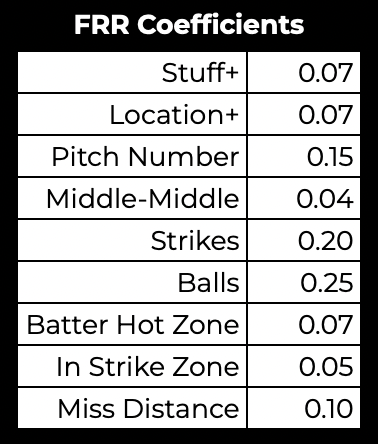 FRR Coefficients
Stuff+ 0.07
Location+ 0.07
Pitch Number 0.15
Middle-Middle 0.04
Strikes 0.20
Balls 0.25
Batter Hot Zone 0.07
In Strike Zone 0.05
Miss Distance 0.10